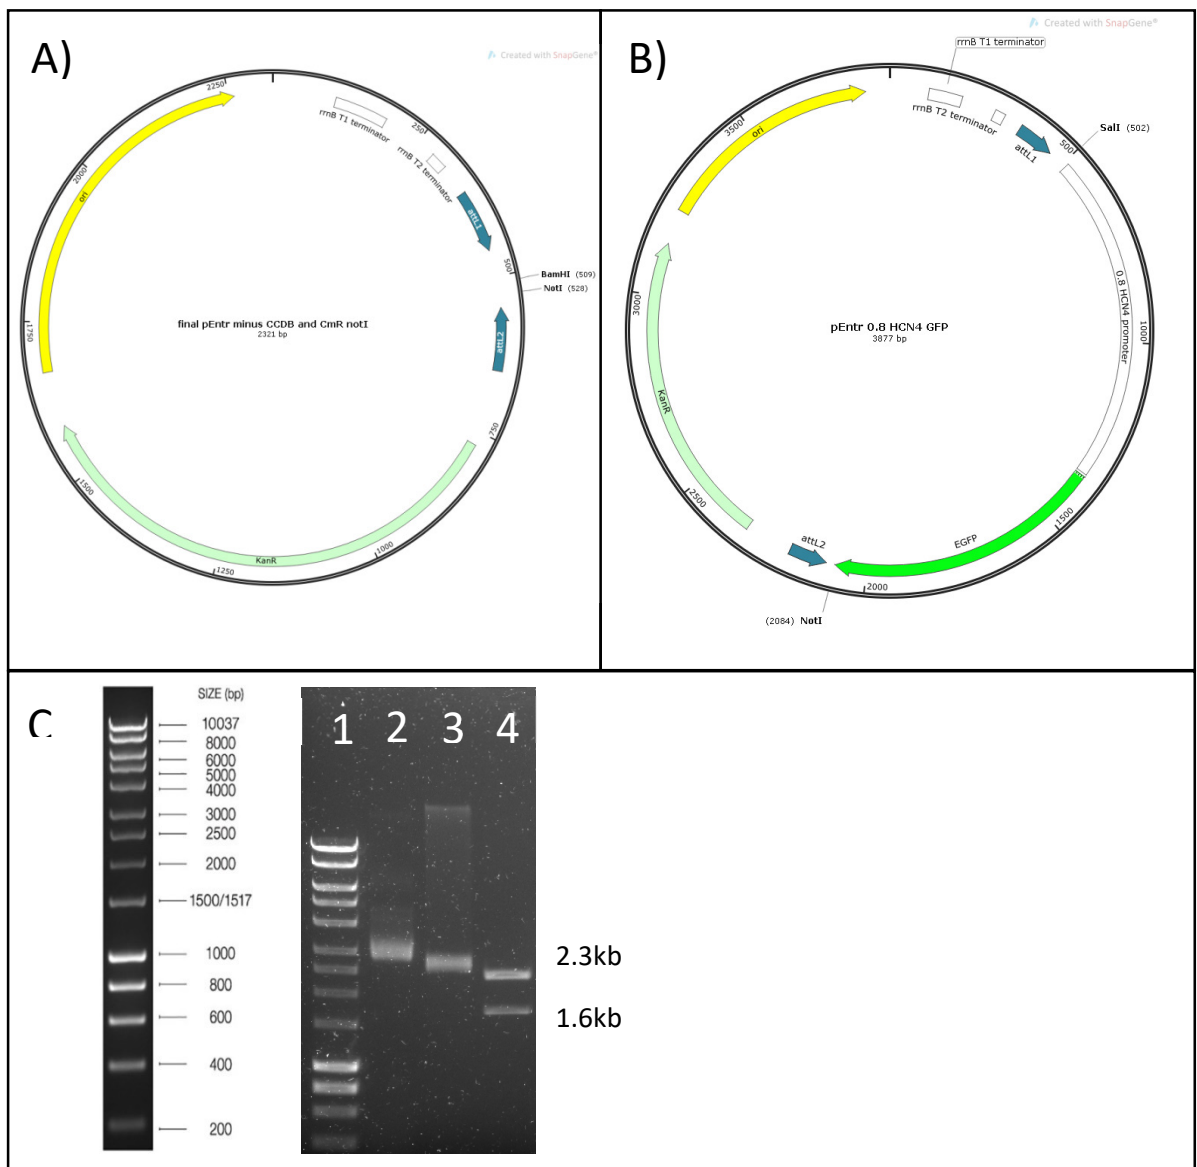 A)
Created with SnapGene®
2250
250
500
750
1000
1250
1500
1750
2000
rrnB T1 terminator
rrnB T2 terminator
attL1
BamHI (509)
NotI (528)
attL2
KanR
ori
final pEntr minus CCDB and CmR notI
2321 bp
B)
Created with SnapGene®
rrnB T1 terminator
rrnB T2 terminator
attL1
500
SalI (502)
0.8 HCN4 promoter
1000
1500
EGFP
2000
(2084) NotI
attL2
2500
KanR
3000
3500
ori
pEntr 0.8 HCN4 GFP
3877 bp
C
SIZE (bp)
10037
8000
6000
5000
4000
3000
2500
2000
1500/1517
1000
800
600
400
200
1 2 3 4
2.3kb
1.6kb